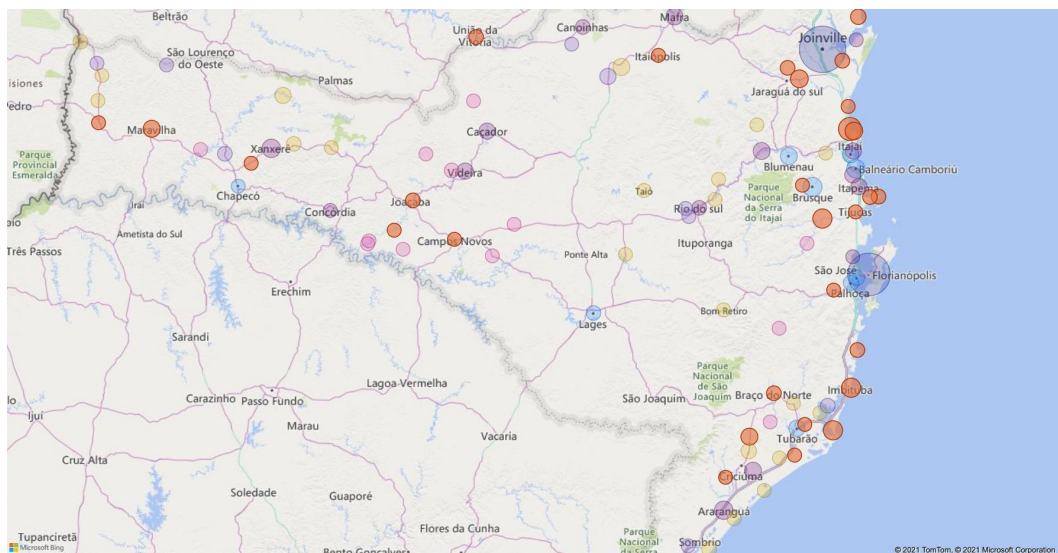 Beltrão
União
da
Vitória
Canoinhas
Mafra
Joinville
São Lourenço
do Oeste
Palmas
Itaiópolis
Jaraguá do sul
isiones
Pedro
Maravilha
Caçador
Parque
Provincial
Esmeralda
Xanxerê
Videira
Itajaí
Blumenau
Balneário Camboriú
Chapecó
Irai
Joaçaba
Taió
Parque
Nacional
da Serra
do Itajaí
Brusque
Itapema
Concórdia
Rio do sul
Tijucas
Ametista do Sul
Três Passos
Campos Novos
Ituporanga
Ponte Alta
São José
Florianópolis
Palhoça
Erechim
Lages
Bom Retiro
Sarandi
Parque
Nacional
de São
Joaquim
Lagoa Vermelha
Carazinho
Passo Fundo
São Joaquim
Braço do Norte
Imbituba
Ijuí
Marau
Vacaria
Tubarão
Cruz Alta
Criciúma
Soledade
Guaporé
Araranguá
Tupanciretã
Flores da Cunha
Parque
Nacional
Sombrio
Bento Gonçalves
Microsoft Bing
© 2021 TomTom, © 2021 Microsoft Corporation